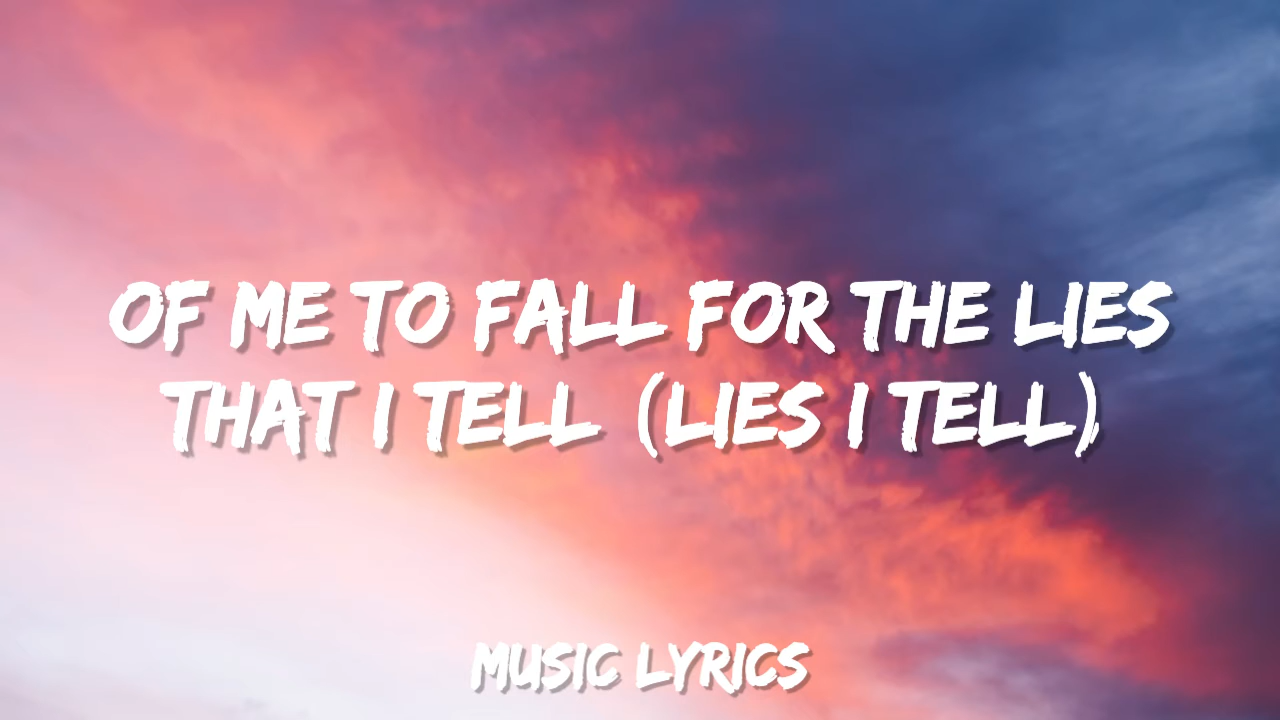 OF ME TO FALL FOR THE LIES
THAT I TELL (LIES I TELL)
MUSIC LYRICS